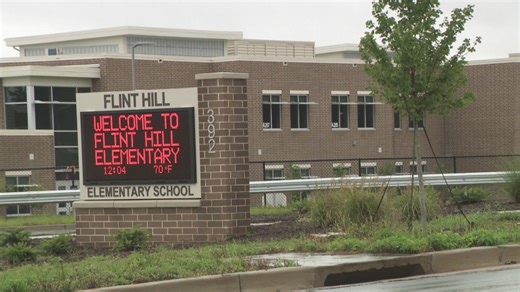 FLINT HILL
WELCOME TO
FLINT HILL
ELEMENTARY
12:04 70°F
ELEMENTARY SCHOOL
392